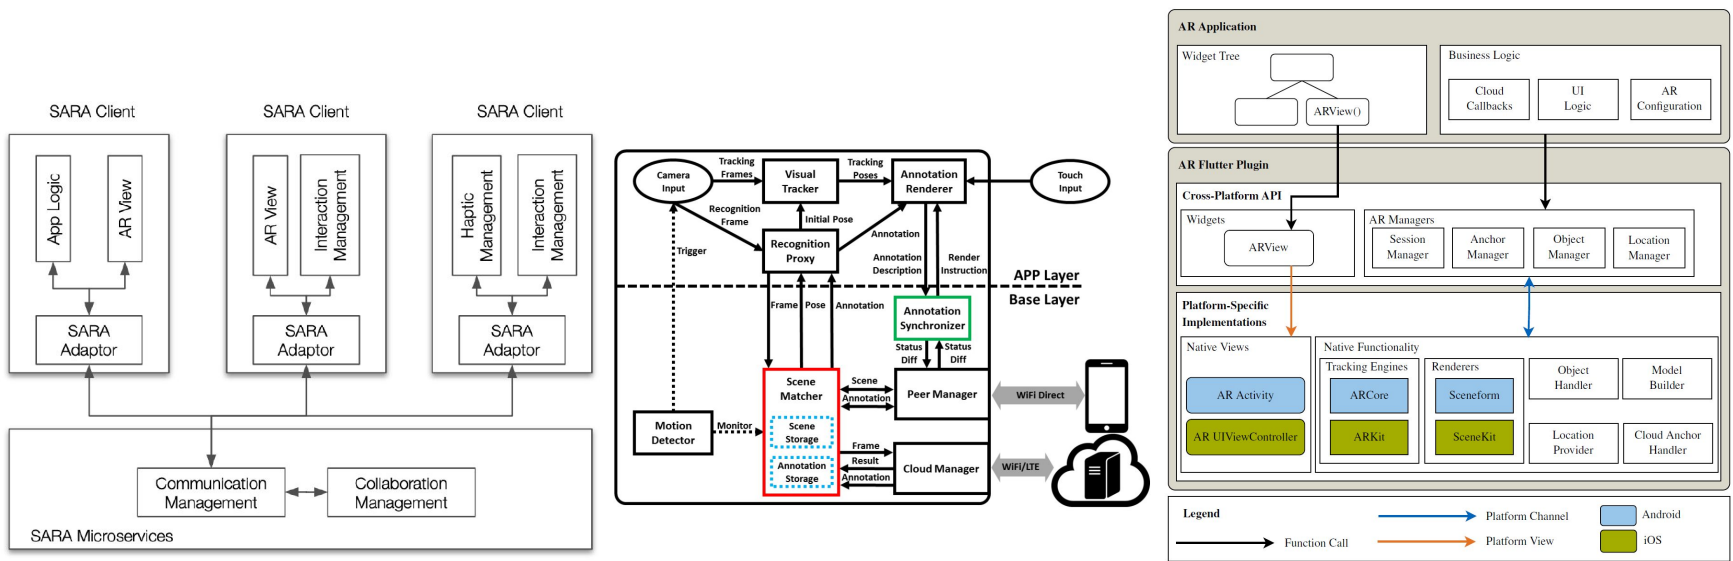 SARA Client
SARA Client
SARA Client
App Logic
AR View
AR View
Interaction
Management
Haptic
Management
Interaction
Management
SARA
Adaptor
SARA
Adaptor
SARA
Adaptor
Communication
Management
Collaboration
Management
SARA Microservices
Camera
Input
Tracking
Frames
Visual
Tracker
Tracking
Poses
Annotation
Renderer
Touch
Input
Recognition
Frame
Initial Pose
Trigger
Recognition
Proxy
Annotation
Annotation
Description
Render
Instruction
APP Layer
Base Layer
Frame
Pose
Annotation
Annotation
Synchronizer
Status
Diff
Status
Diff
Scene
Matcher
Scene
Annotation
Peer Manager
WiFi Direct
Motion
Detector
Monitor
Scene
Storage
Annotation
Storage
Frame
Result
Annotation
Cloud Manager
WiFi/LTE
AR Application
Widget Tree
ARView()
Business Logic
Cloud
Callbacks
UI
Logic
AR
Configuration
AR Flutter Plugin
Cross-Platform API
Widgets
ARView
AR Managers
Session
Manager
Anchor
Manager
Object
Manager
Location
Manager
Platform-Specific
Implementations
Native Views
AR Activity
AR UIViewController
Native Functionality
Tracking Engines
ARCore
ARKit
Renderers
Sceneform
SceneKit
Object
Handler
Model
Builder
Location
Provider
Cloud Anchor
Handler
Legend
Function Call
Platform Channel
Platform View
Android
iOS